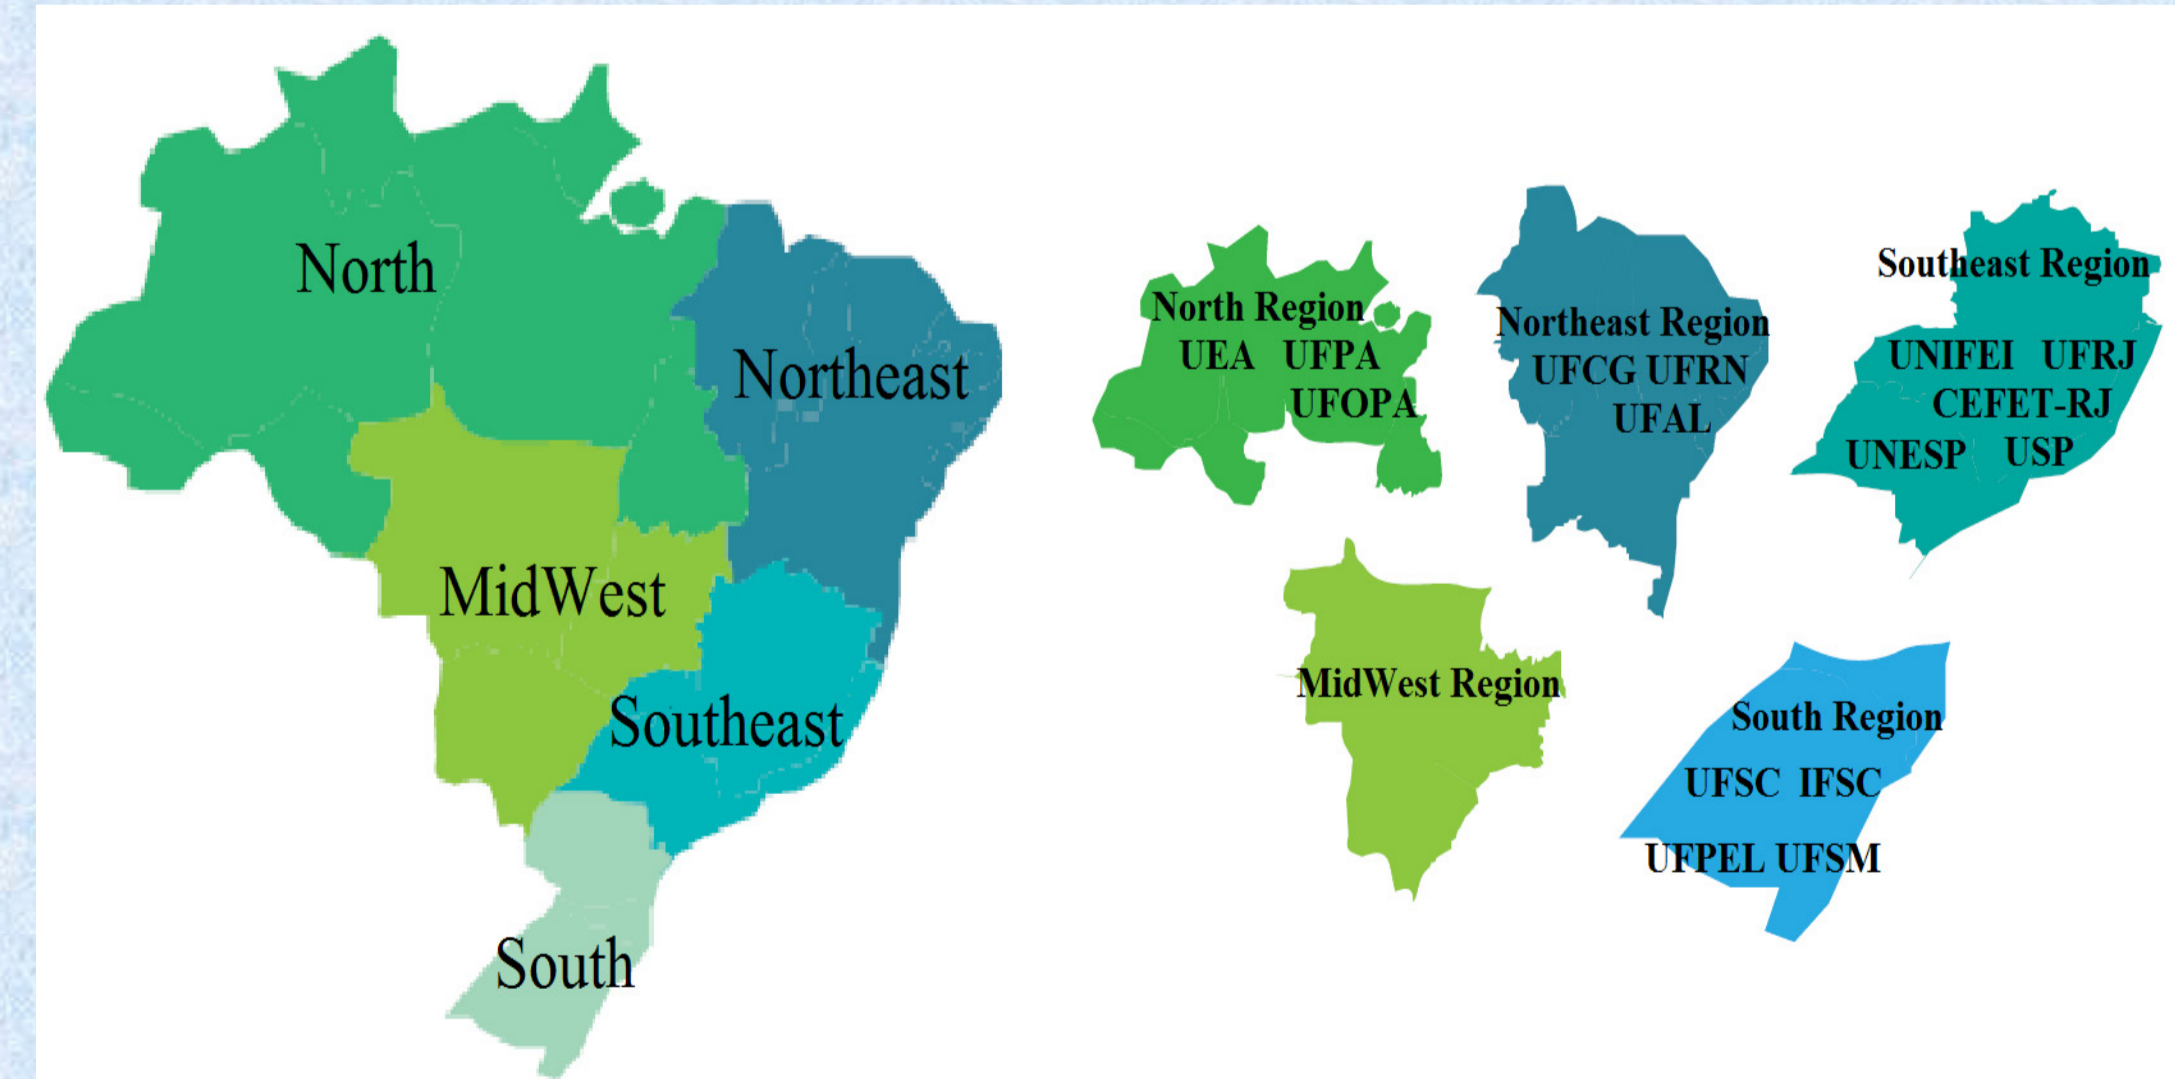 North
Northeast
MidWest
Southeast
South
North Region
UEA UFPA
UFOPA
Northeast Region
UFCG UFRN
UFAL
Southeast Region
UNIFEI UFRJ
CEFET-RJ
UNESP USP
MidWest Region
South Region
UFSC IFSC
UFPEL UFSM